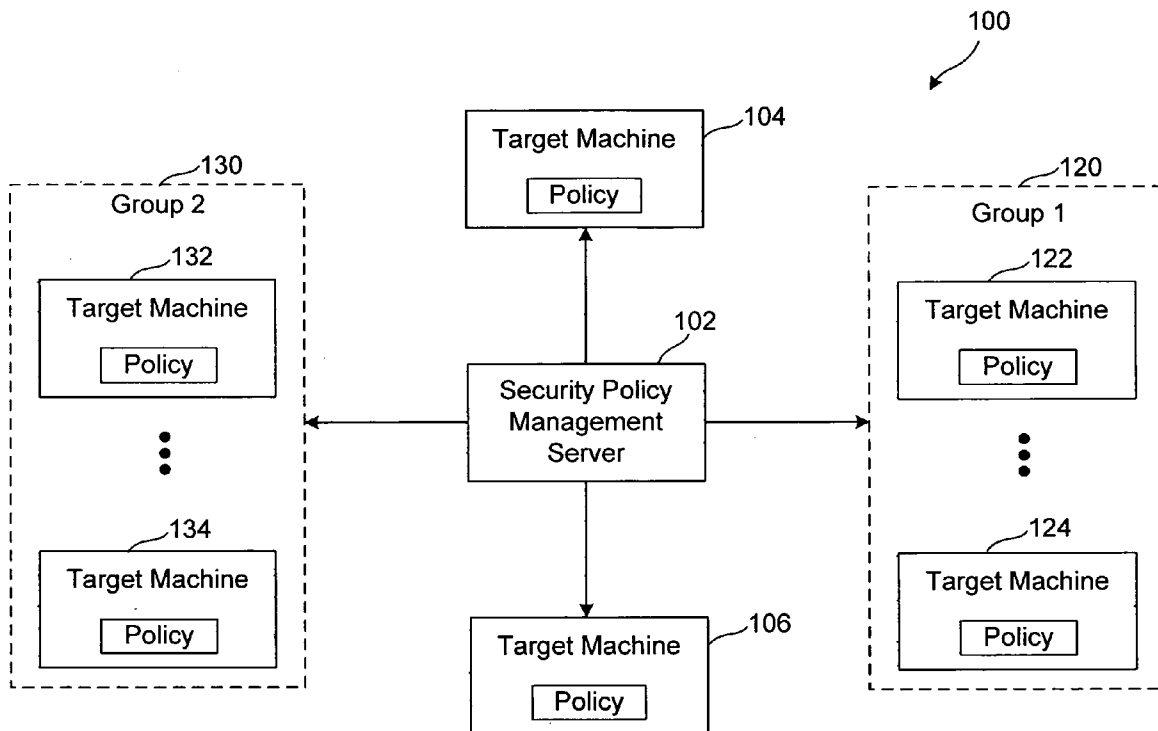 100
104
Target Machine
Policy
130
Group 2
132
Target Machine
Policy
134
Target Machine
Policy
102
Security Policy
Management
Server
106
Target Machine
Policy
120
Group 1
122
Target Machine
Policy
124
Target Machine
Policy